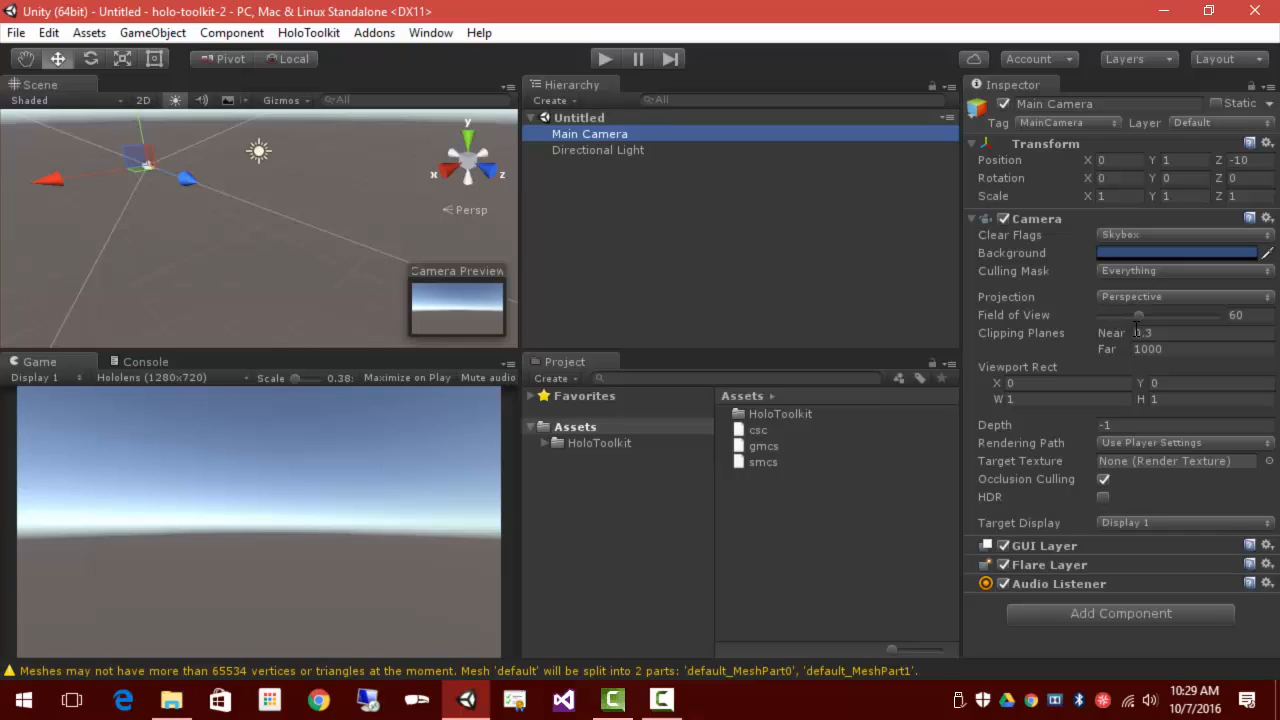 Unity (64bit) - Untitled - holo-toolkit-2 - PC, Mac & Linux Standalone <DX11>
File Edit Assets GameObject Component HoloToolkit Addons Window Help
Pivot Local Account Layers Layout
Scene
Shaded 2D Gizmos All
y
x z
Persp
Camera Preview
Hierarchy
Create All
Untitled
Main Camera
Directional Light
Game Console
Display 1 Hololens (1280x720) Scale 0.38: Maximize on Play Mute audio
Project
Create
Favorites
Assets
HoloToolkit
Assets
HoloToolkit
csc
gmcs
smcs
Inspector
Main Camera Static
Tag MainCamera Layer Default
Transform
Position X 0 Y 1 Z -10
Rotation X 0 Y 0 Z 0
Scale X 1 Y 1 Z 1
Camera
Clear Flags Skybox
Background
Culling Mask Everything
Projection Perspective
Field of View 60
Clipping Planes Near 0.3
Far 1000
Viewport Rect
X 0 Y 0
W 1 H 1
Depth -1
Rendering Path Use Player Settings
Target Texture None (Render Texture)
Occlusion Culling
HDR
Target Display Display 1
GUI Layer
Flare Layer
Audio Listener
Add Component
Meshes may not have more than 65534 vertices or triangles at the moment. Mesh 'default' will be split into 2 parts: 'default_MeshPart0', 'default_MeshPart1'.
10:29 AM
10/7/2016